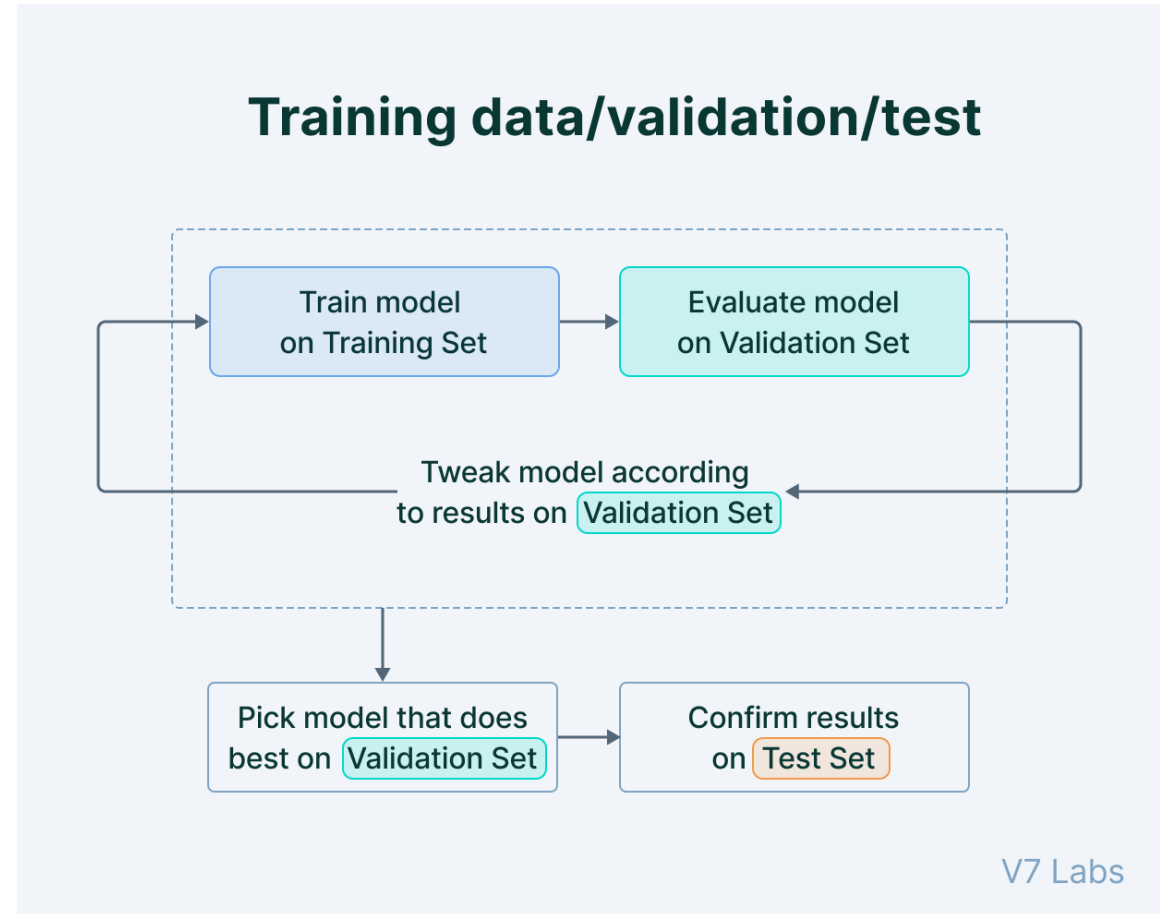 Training data/validation/test
Train model
on Training Set
Evaluate model
on Validation Set
Tweak model according
to results on Validation Set
Pick model that does
best on Validation Set
Confirm results
on Test Set
V7 Labs